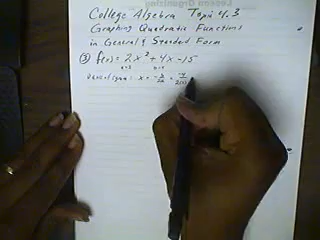 College Algebra Topic 4.3
Graphing Quadratic Functions
in General & Standard Form
③ f(x) = 2x² + 4x - 15
a=2 b=4
x = -b/2a = -4/2(2)